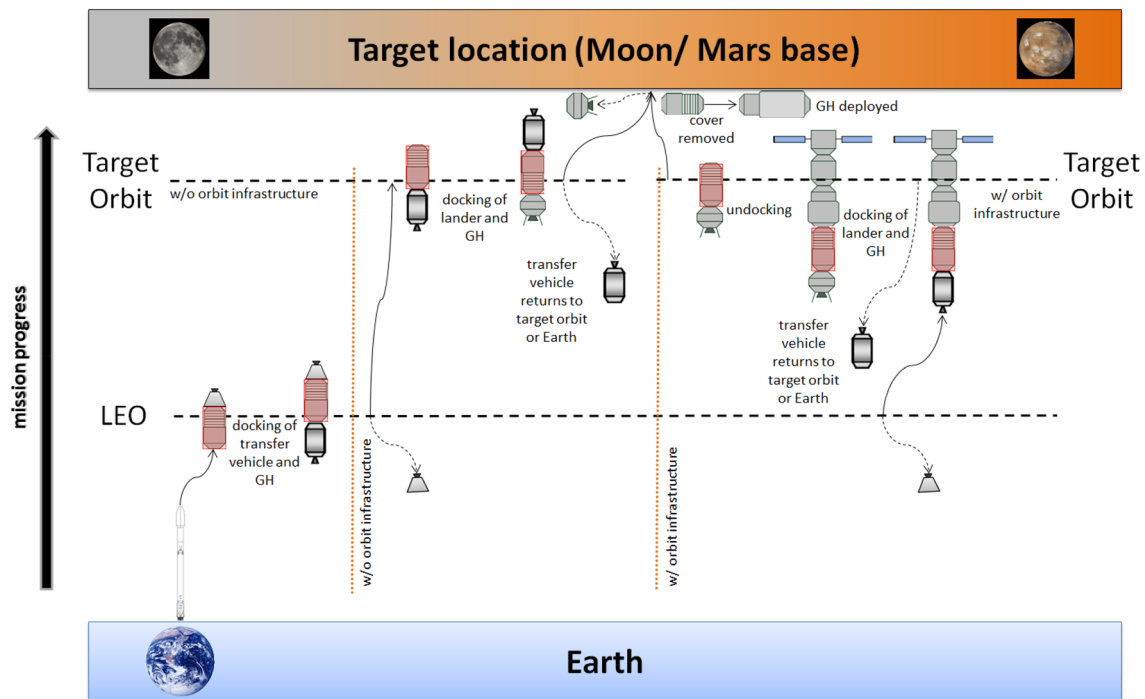 Target location (Moon/ Mars base)
GH deployed
cover
removed
Target
Orbit
w/o orbit infrastructure
docking of
lander and
GH
undocking
docking of
lander and
GH
w/ orbit
infrastructure
Target
Orbit
transfer
vehicle
returns to
target orbit
or Earth
transfer
vehicle
returns to
target orbit
or Earth
mission progress
LEO
docking of
transfer
vehicle and
GH
w/o orbit infrastructure
w/ orbit infrastructure
Earth